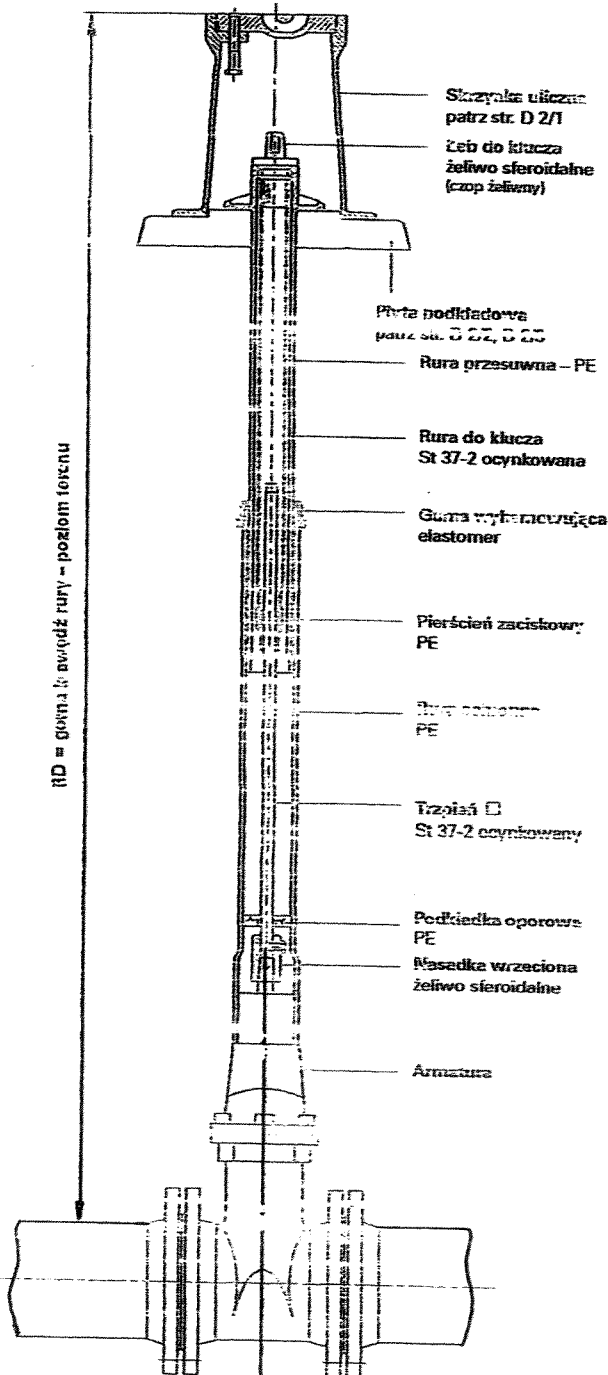 Skrzynka uliczna
patrz str. D 2/1
Łeb do klucza
żeliwo sferoidalne
(czop żeliwny)
Płyta podkładowa
patrz str. D 2/2, D 2/3
Rura przesuwna – PE
Rura do klucza
St 37-2 ocynkowana
Guma
elastomer
Pierścień zaciskowy
PE
Rura
PE
Trzpień □
St 37-2 ocynkowany
Podkładka oporowa
PE
Nasadka wrzeciona
żeliwo sferoidalne
Armatura
RD = górna krawędź rury – poziom terenu